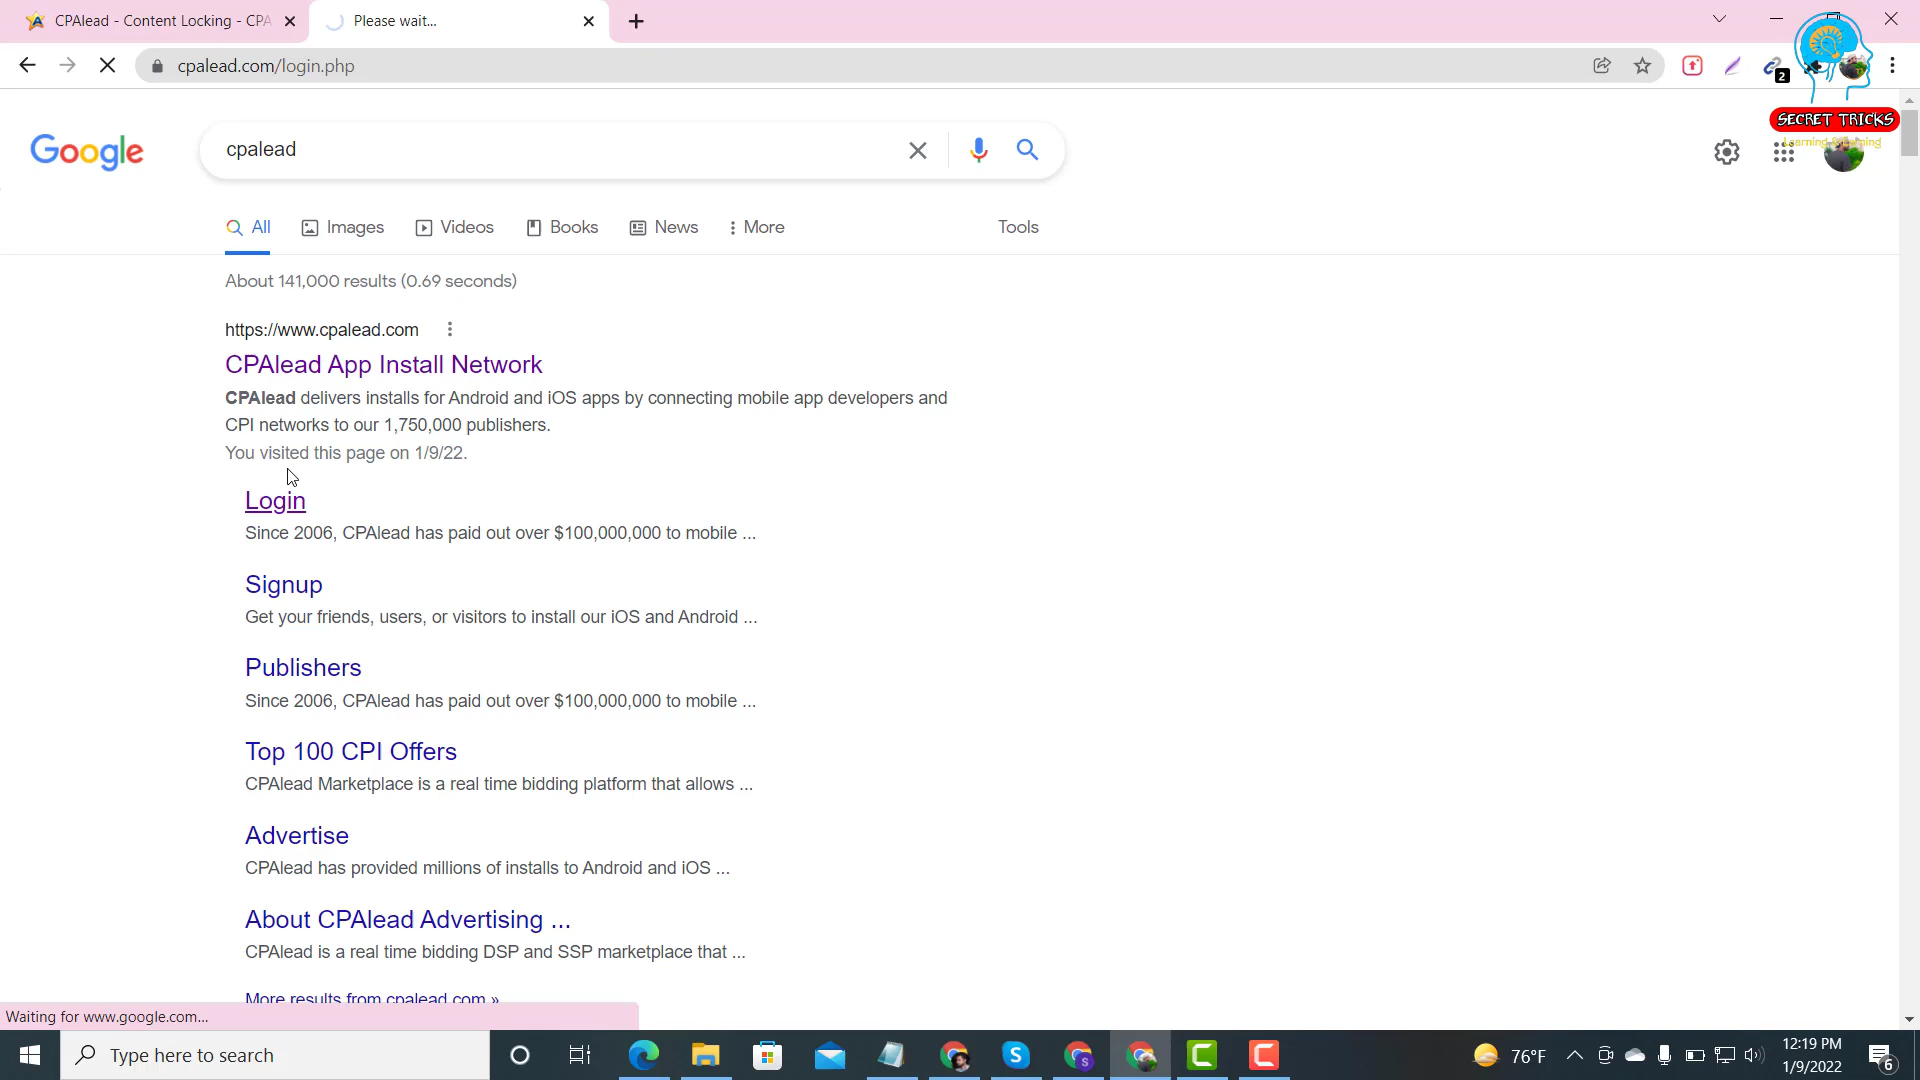 CPAlead - Content Locking - CPA
Please wait...
cpalead.com/login.php
2
SECRET TRICKS
Learning & Earning
Google
cpalead
All
Images
Videos
Books
News
More
Tools
About 141,000 results (0.69 seconds)
https://www.cpalead.com
CPAlead App Install Network
CPAlead delivers installs for Android and iOS apps by connecting mobile app developers and
CPI networks to our 1,750,000 publishers.
You visited this page on 1/9/22.
Login
Since 2006, CPAlead has paid out over $100,000,000 to mobile ...
Signup
Get your friends, users, or visitors to install our iOS and Android ...
Publishers
Since 2006, CPAlead has paid out over $100,000,000 to mobile ...
Top 100 CPI Offers
CPAlead Marketplace is a real time bidding platform that allows ...
Advertise
CPAlead has provided millions of installs to Android and iOS ...
About CPAlead Advertising ...
CPAlead is a real time bidding DSP and SSP marketplace that ...
More results from cpalead.com »
Waiting for www.google.com...
Type here to search
76°F
12:19 PM
1/9/2022
6